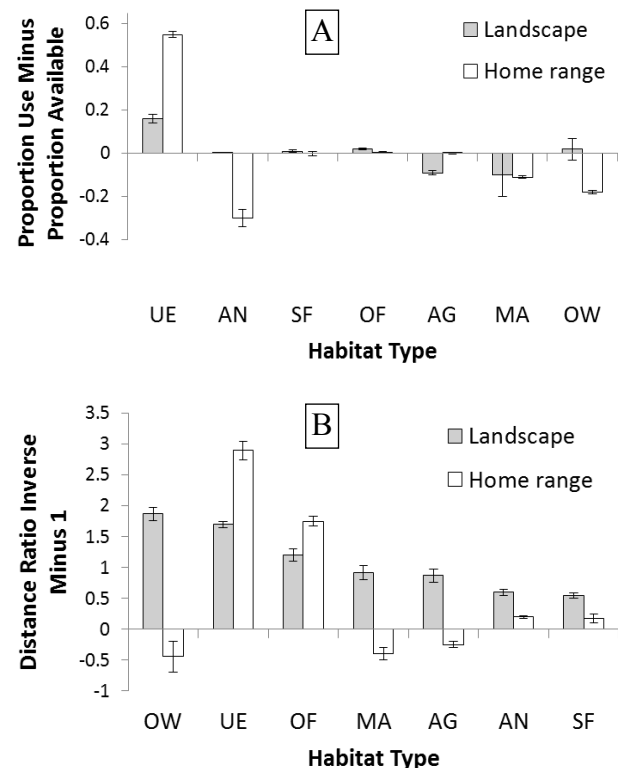 A
Landscape
Home range
Proportion Use Minus
Proportion Available
0.6
0.4
0.2
0
-0.2
-0.4
UE AN SF OF AG MA OW
Habitat Type
B
Landscape
Home range
Distance Ratio Inverse
Minus 1
3.5
3
2.5
2
1.5
1
0.5
0
-0.5
-1
OW UE OF MA AG AN SF
Habitat Type